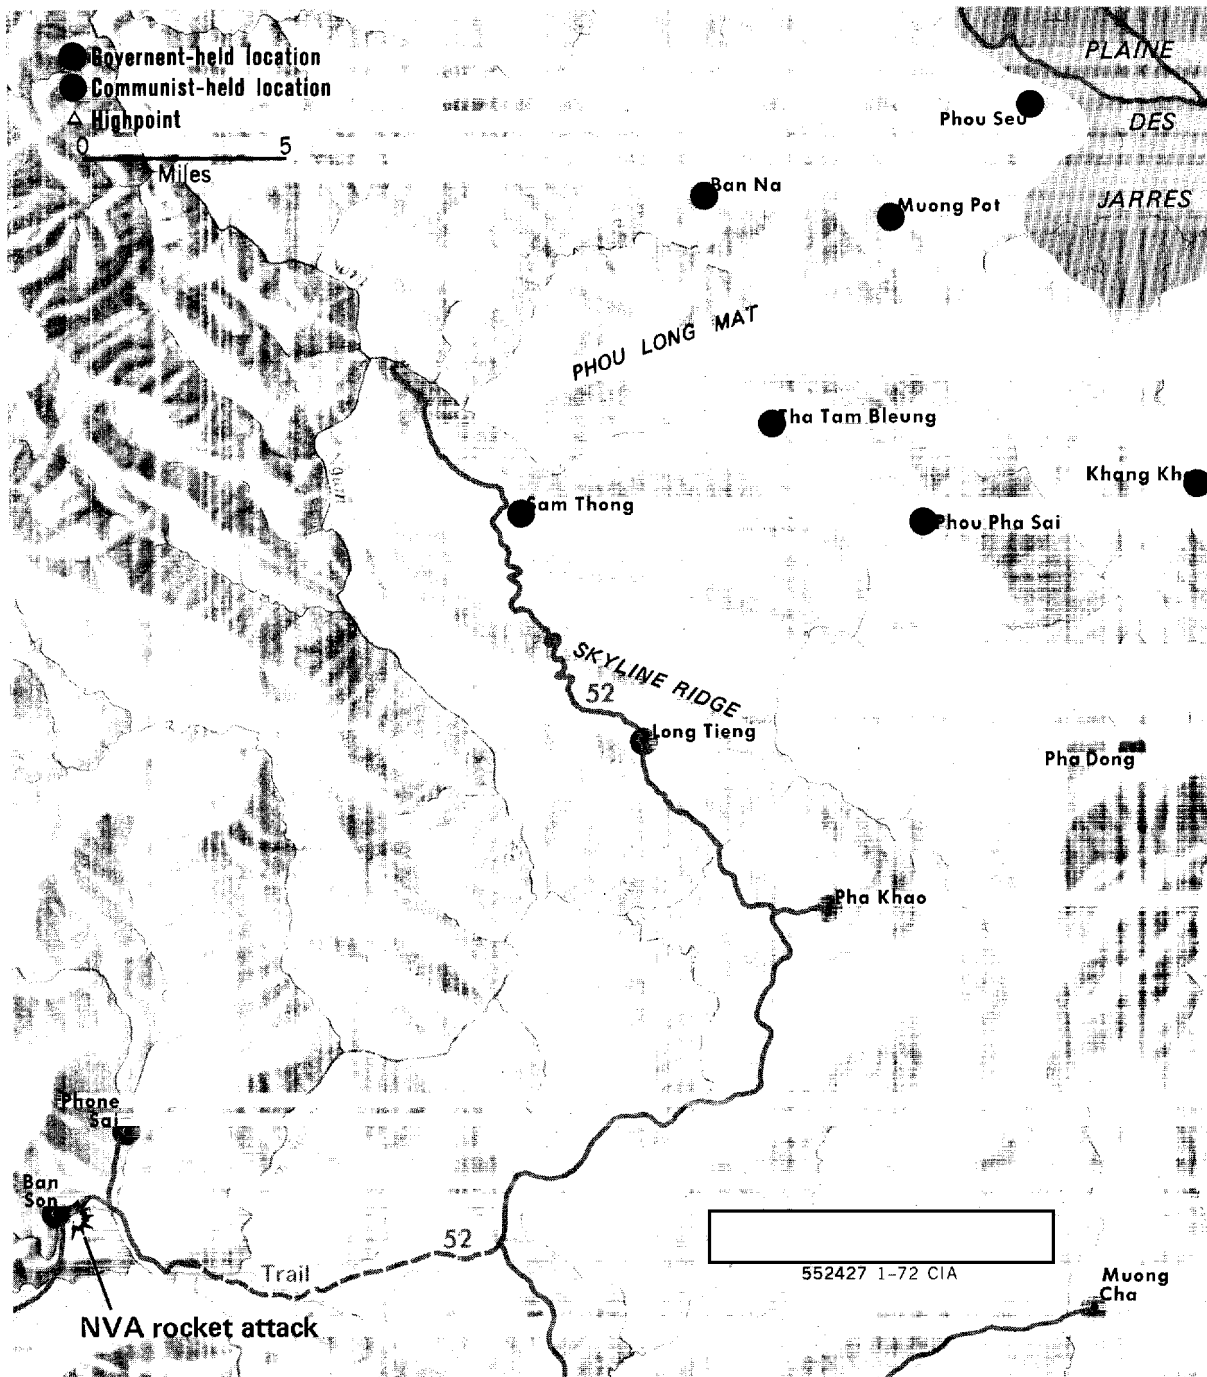 Governent-held location
Communist-held location
Highpoint
0 5
Miles
PLAINE
DES
JARRES
Phou Seu
Ban Na
Muong Pot
PHOU LONG MAT
Tha Tam Bleung
Khang Kho
Sam Thong
Phou Pha Sai
SKYLINE RIDGE
52
Long Tieng
Pha Dong
Pha Khao
Phone
Sai
Ban
Son
52
Trail
552427 1-72 CIA
Muong
Cha
NVA rocket attack